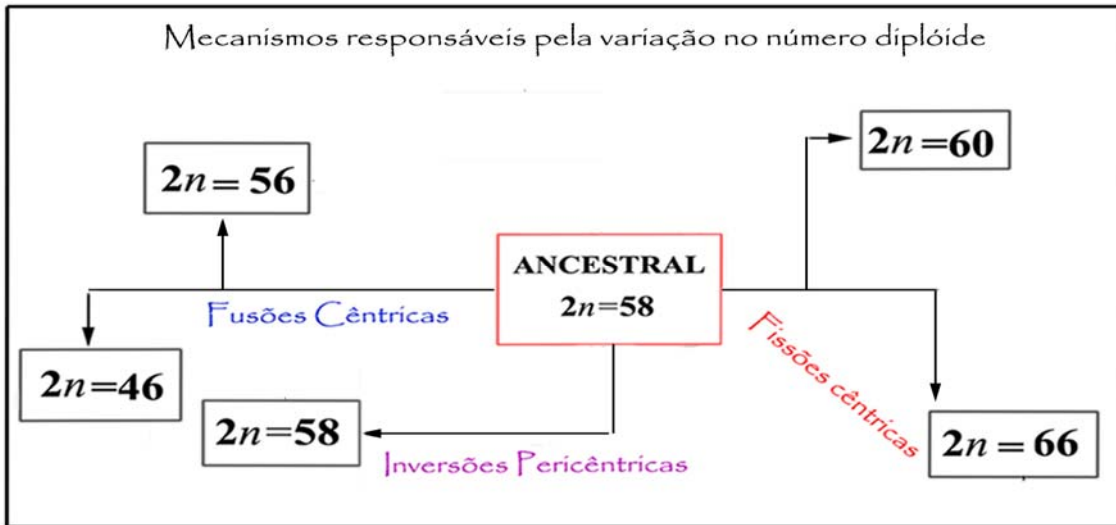 Mecanismos responsáveis pela variação no número diplóide
2n = 60
2n = 56
ANCESTRAL
2n=58
Fusões Cêntricas
Fissões cêntricas
2n=46
2n=58
2n = 66
Inversões Pericêntricas